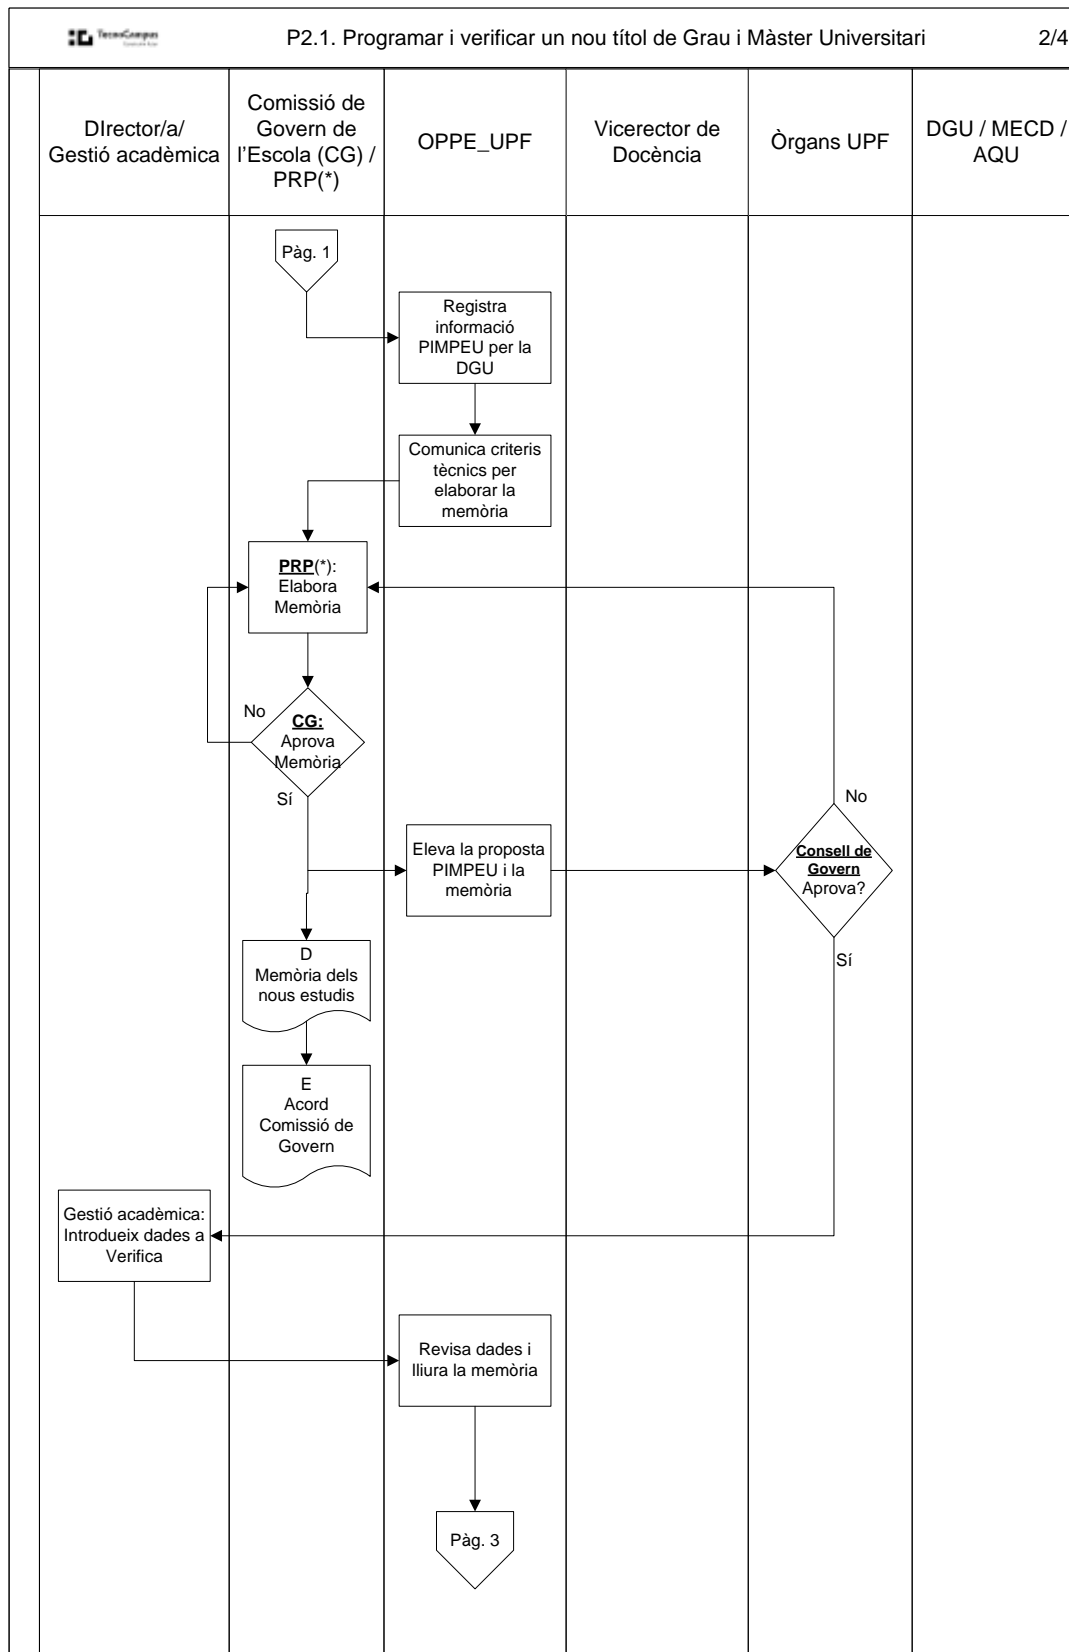 TecnoCampus
P2.1. Programar i verificar un nou títol de Grau i Màster Universitari
2/4
DIrector/a/
Gestió acadèmica
Comissió de
Govern de
l'Escola (CG) /
PRP(*)
OPPE_UPF
Vicerector de
Docència
Òrgans UPF
DGU / MECD /
AQU
Pàg. 1
Registra
informació
PIMPEU per la
DGU
Comunica criteris
tècnics per
elaborar la
memòria
PRP(*):
Elabora
Memòria
No
CG:
Aprova
Memòria
Sí
Eleva la proposta
PIMPEU i la
memòria
No
Consell de
Govern
Aprova?
Sí
D
Memòria dels
nous estudis
E
Acord
Comissió de
Govern
Gestió acadèmica:
Introdueix dades a
Verifica
Revisa dades i
lliura la memòria
Pàg. 3